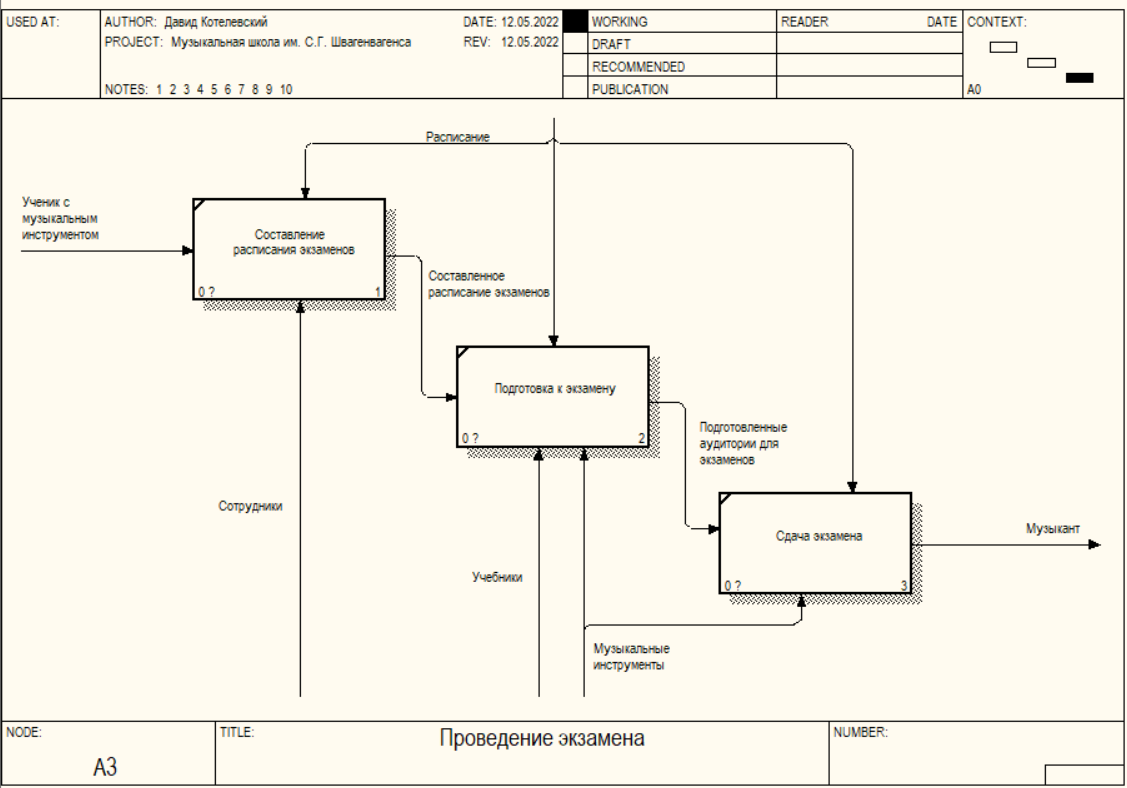 USED AT:
AUTHOR: Давид Котелевский
DATE: 12.05.2022
PROJECT: Музыкальная школа им. С.Г. Швагенвагенса
REV: 12.05.2022
NOTES: 1 2 3 4 5 6 7 8 9 10
WORKING
DRAFT
RECOMMENDED
PUBLICATION
READER
DATE
CONTEXT:
A0
Расписание
Ученик с
музыкальным
инструментом
Составление
расписания экзаменов
0 ?
1
Составленное
расписание экзаменов
Подготовка к экзамену
0 ?
2
Подготовленные
аудитории для
экзаменов
Сотрудники
Сдача экзамена
0 ?
3
Музыкант
Учебники
Музыкальные
инструменты
NODE:
A3
TITLE:
Проведение экзамена
NUMBER: